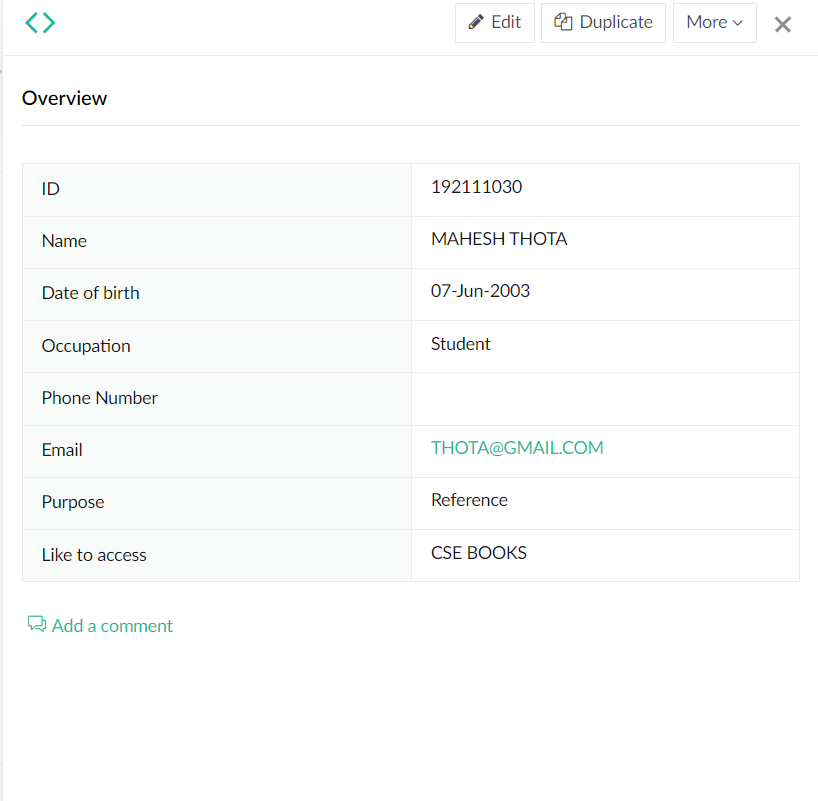 Edit Duplicate More
Overview
ID 192111030
Name MAHESH THOTA
Date of birth 07-Jun-2003
Occupation Student
Phone Number
Email THOTA@GMAIL.COM
Purpose Reference
Like to access CSE BOOKS
Add a comment